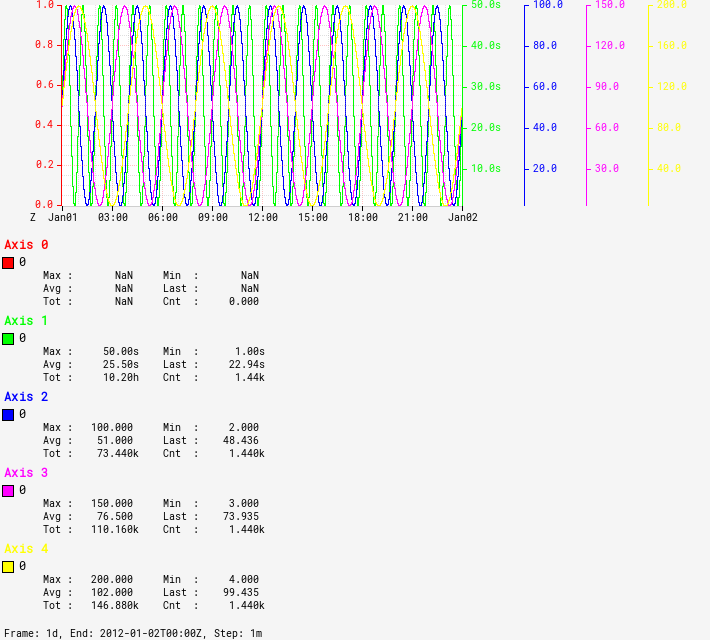 1.0 50.0s 100.0 150.0 200.0
0.8 40.0s 80.0 120.0 160.0
0.6 30.0s 60.0 90.0 120.0
0.4 20.0s 40.0 60.0 80.0
0.2 10.0s 20.0 30.0 40.0
0.0
Z Jan01 03:00 06:00 09:00 12:00 15:00 18:00 21:00 Jan02
Axis 0
0
Max : NaN Min : NaN
Avg : NaN Last : NaN
Tot : NaN Cnt : 0.000
Axis 1
0
Max : 50.00s Min : 1.00s
Avg : 25.50s Last : 22.94s
Tot : 10.20h Cnt : 1.44k
Axis 2
0
Max : 100.000 Min : 2.000
Avg : 51.000 Last : 48.436
Tot : 73.440k Cnt : 1.440k
Axis 3
0
Max : 150.000 Min : 3.000
Avg : 76.500 Last : 73.935
Tot : 110.160k Cnt : 1.440k
Axis 4
0
Max : 200.000 Min : 4.000
Avg : 102.000 Last : 99.435
Tot : 146.880k Cnt : 1.440k
Frame: 1d, End: 2012-01-02T00:00Z, Step: 1m